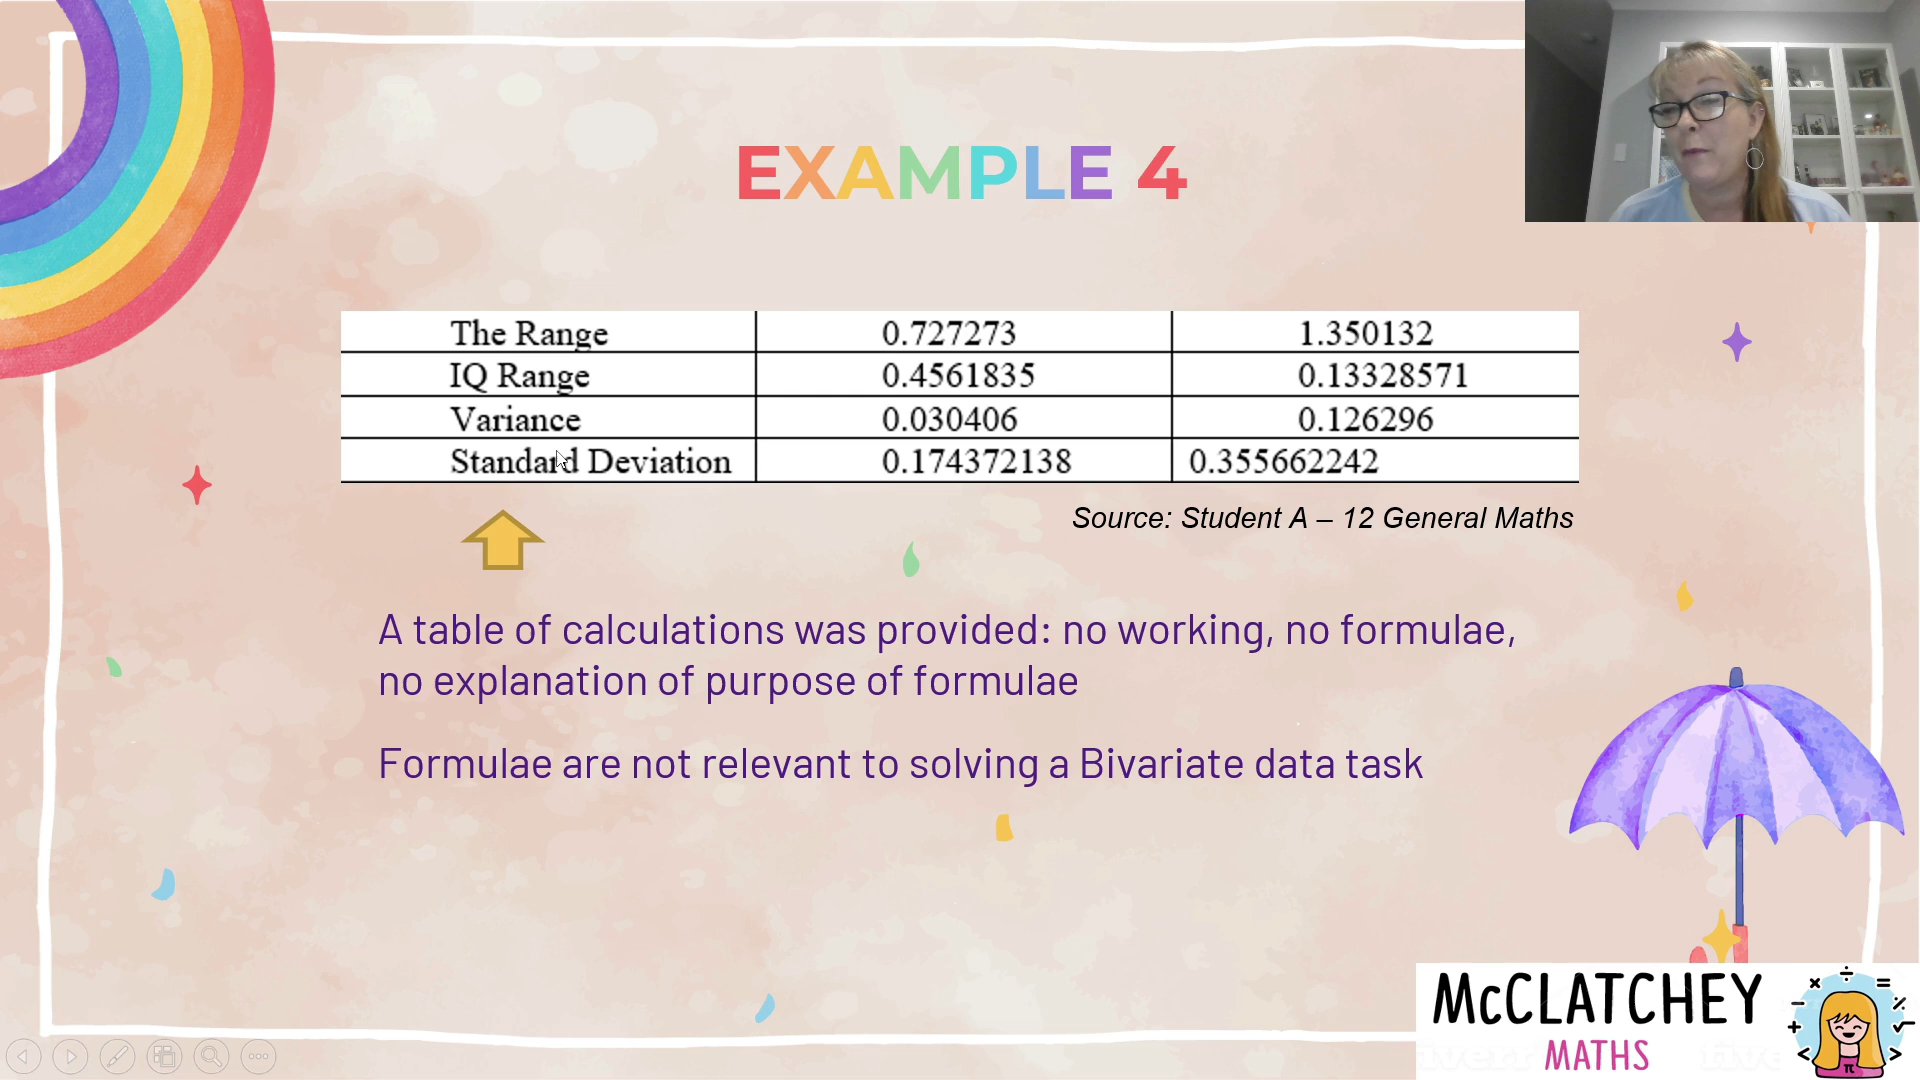 EXAMPLE 4
The Range 0.727273 1.350132
IQ Range 0.4561835 0.13328571
Variance 0.030406 0.126296
Standard Deviation 0.174372138 0.355662242
Source: Student A – 12 General Maths
A table of calculations was provided: no working, no formulae,
no explanation of purpose of formulae
Formulae are not relevant to solving a Bivariate data task
McCLATCHEY
MATHS